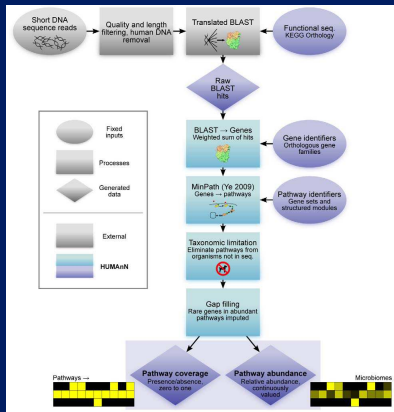 Short DNA
sequence reads
Quality and length
filtering, human DNA
removal
Translated BLAST
Functional seq.
KEGG Orthology
Raw
BLAST
hits
Fixed
inputs
Processes
Generated
data
External
HUMAnN
BLAST → Genes
Weighted sum of hits
Gene identifiers
Orthologous gene
families
MinPath (Ye 2009)
Genes → pathways
Pathway identifiers
Gene sets and
structured modules
Taxonomic limitation
Eliminate pathways from
organisms not in seq.
Gap filling
Rare genes in abundant
pathways imputed
Pathway coverage
Presence/absence,
zero to one
Pathway abundance
Relative abundance,
continuously
valued
Pathways →
Microbiomes